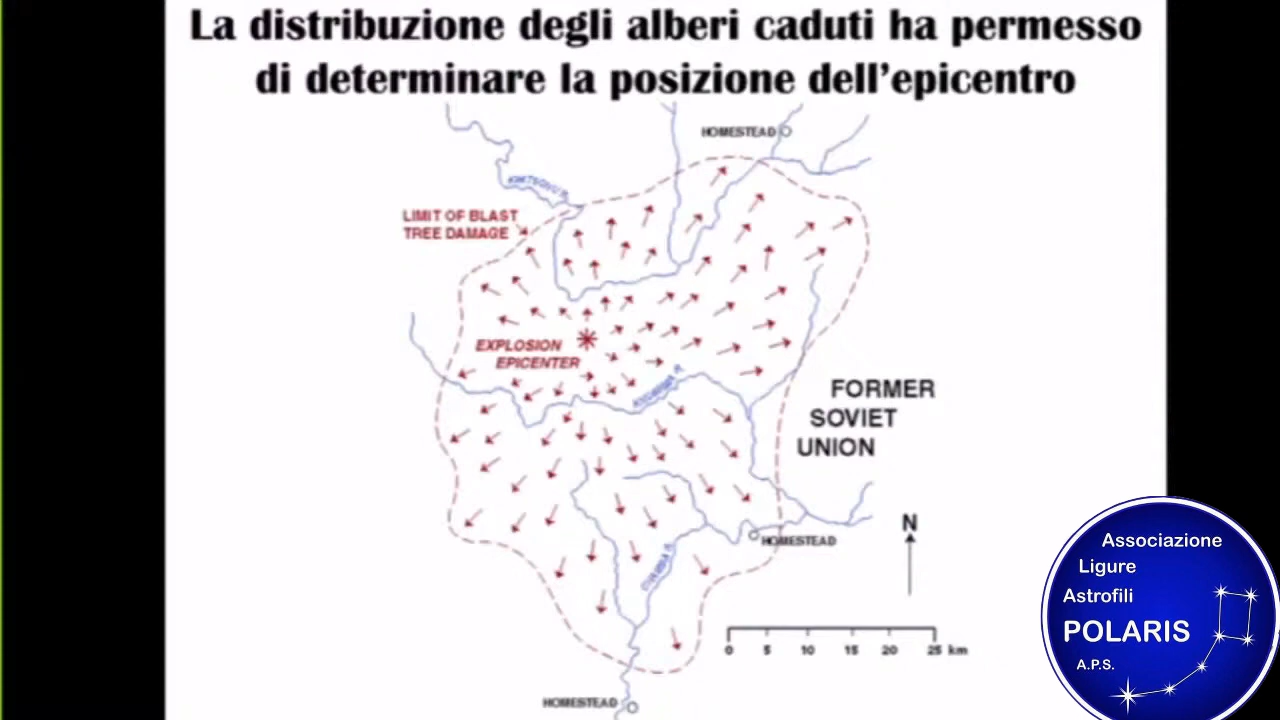 La distribuzione degli alberi caduti ha permesso
di determinare la posizione dell'epicentro
HOMESTEAD
LIMIT OF BLAST
TREE DAMAGE
EXPLOSION
EPICENTER
FORMER
SOVIET
UNION
N
HOMESTEAD
0 5 10 15 20 25 km
HOMESTEAD
Associazione
Ligure
Astrofili
POLARIS
A.P.S.